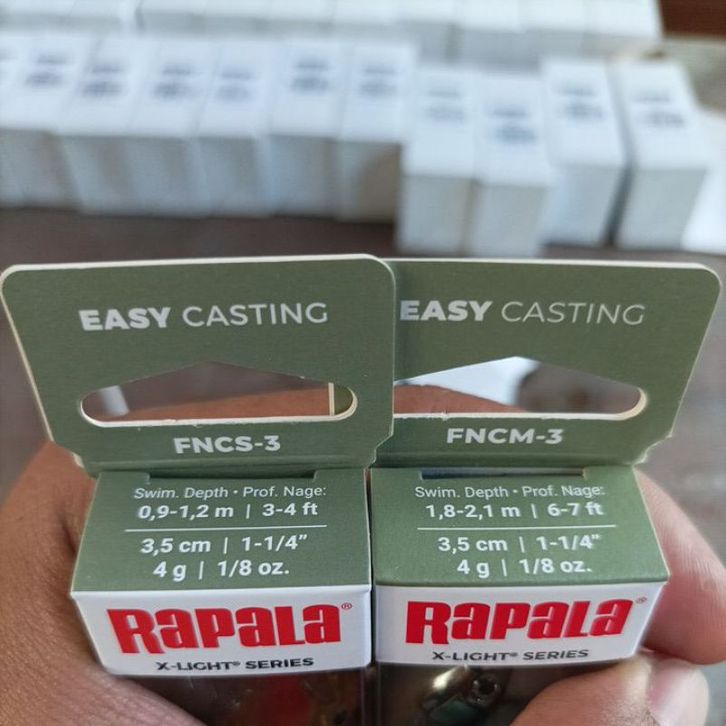 EASY CASTING
FNCS-3
Swim. Depth • Prof. Nage:
0,9-1,2 m | 3-4 ft
3,5 cm | 1-1/4"
4 g | 1/8 oz.
RAPALA®
X-LIGHT® SERIES
EASY CASTING
FNCM-3
Swim. Depth • Prof. Nage:
1,8-2,1 m | 6-7 ft
3,5 cm | 1-1/4"
4 g | 1/8 oz.
RAPALA®
X-LIGHT® SERIES